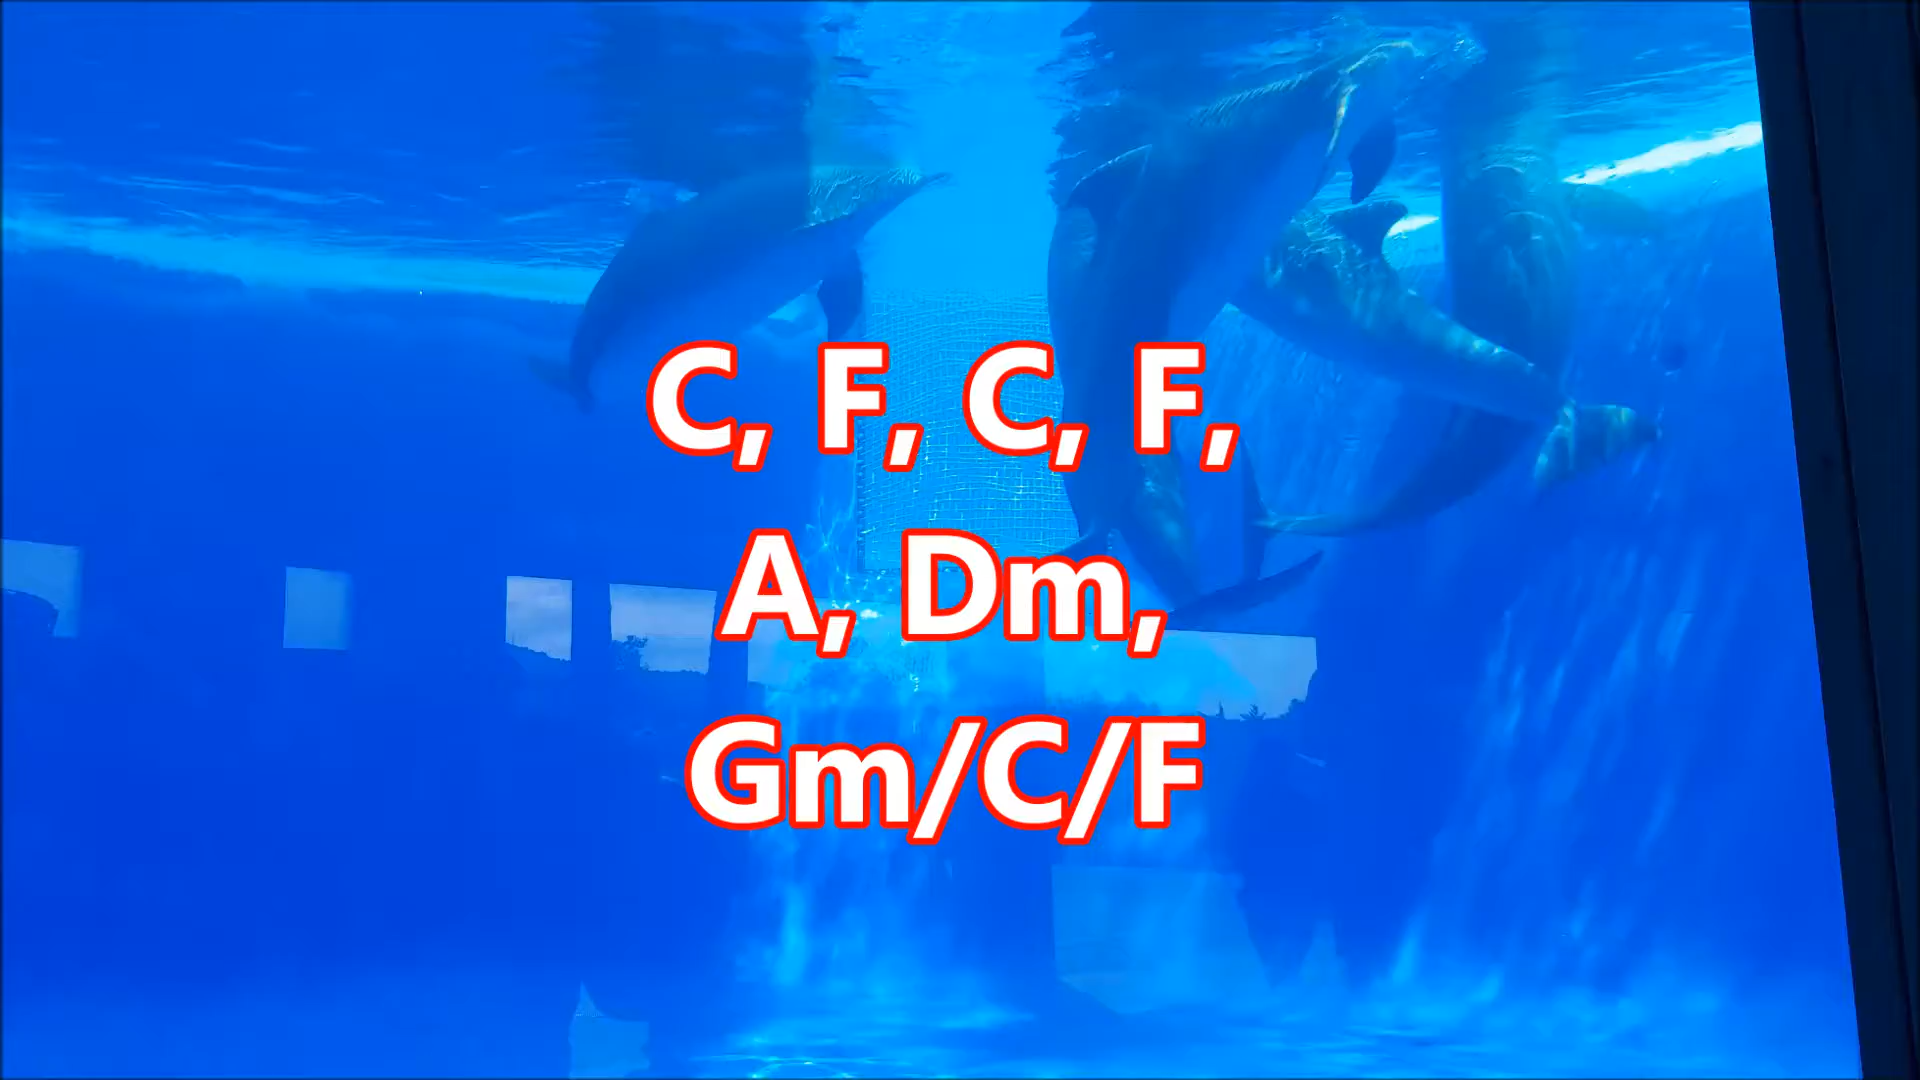 C, F, C, F,
A, Dm,
Gm/C/F